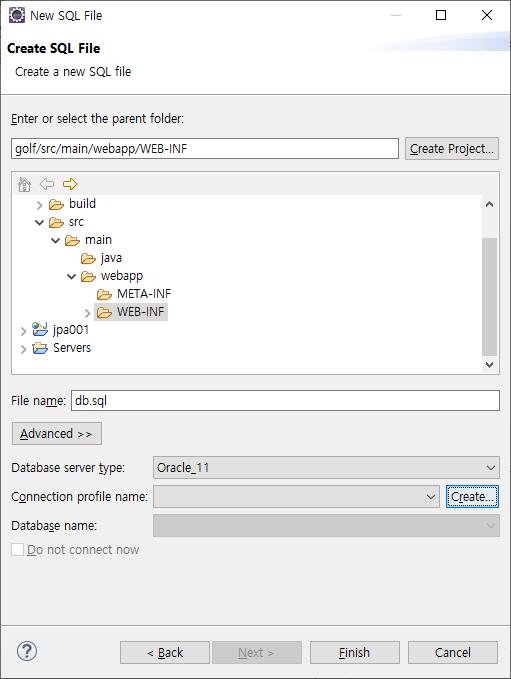 New SQL File
Create SQL File
Create a new SQL file
Enter or select the parent folder:
golf/src/main/webapp/WEB-INF
Create Project...
build
src
main
java
webapp
META-INF
WEB-INF
jpa001
Servers
File name: db.sql
Advanced >>
Database server type: Oracle_11
Connection profile name: Create...
Database name:
Do not connect now
? < Back Next > Finish Cancel